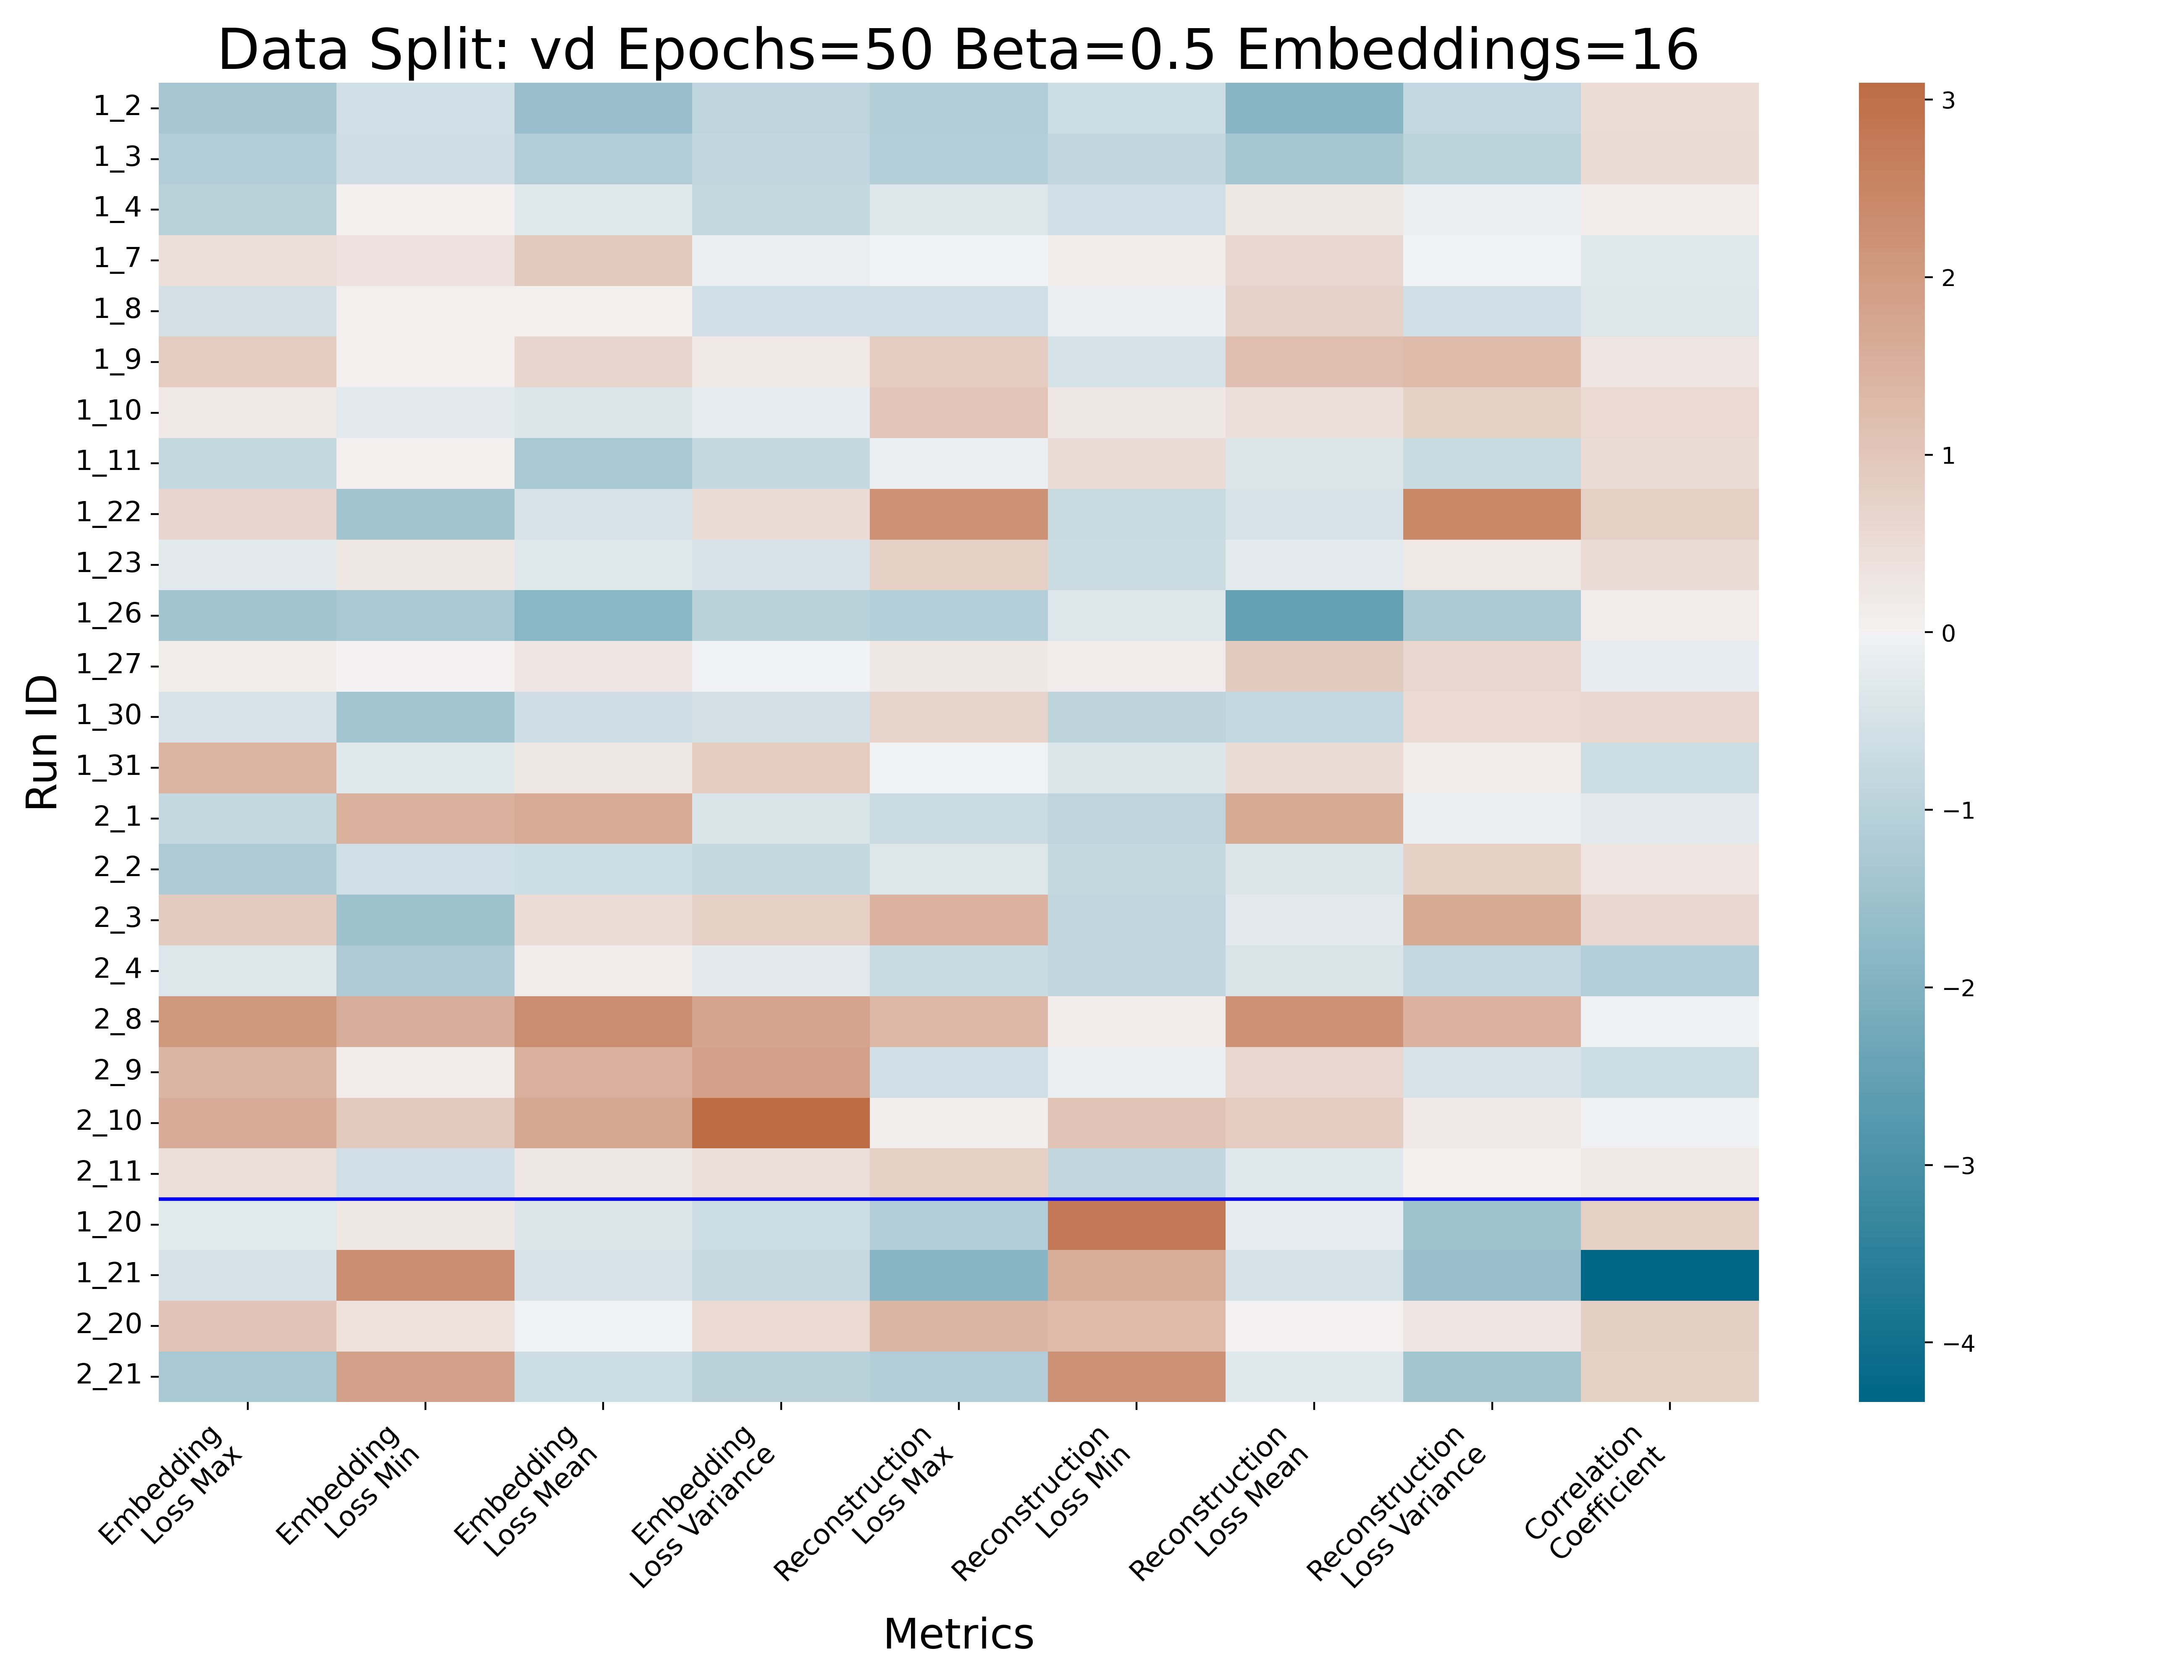 Data Split: vd Epochs=50 Beta=0.5 Embeddings=16
Run ID
1_2
1_3
1_4
1_7
1_8
1_9
1_10
1_11
1_22
1_23
1_26
1_27
1_30
1_31
2_1
2_2
2_3
2_4
2_8
2_9
2_10
2_11
1_20
1_21
2_20
2_21
Embedding
Loss Max
Embedding
Loss Min
Embedding
Loss Mean
Embedding
Loss Variance
Reconstruction
Loss Max
Reconstruction
Loss Min
Reconstruction
Loss Mean
Reconstruction
Loss Variance
Correlation
Coefficient
Metrics
3
2
1
0
−1
−2
−3
−4